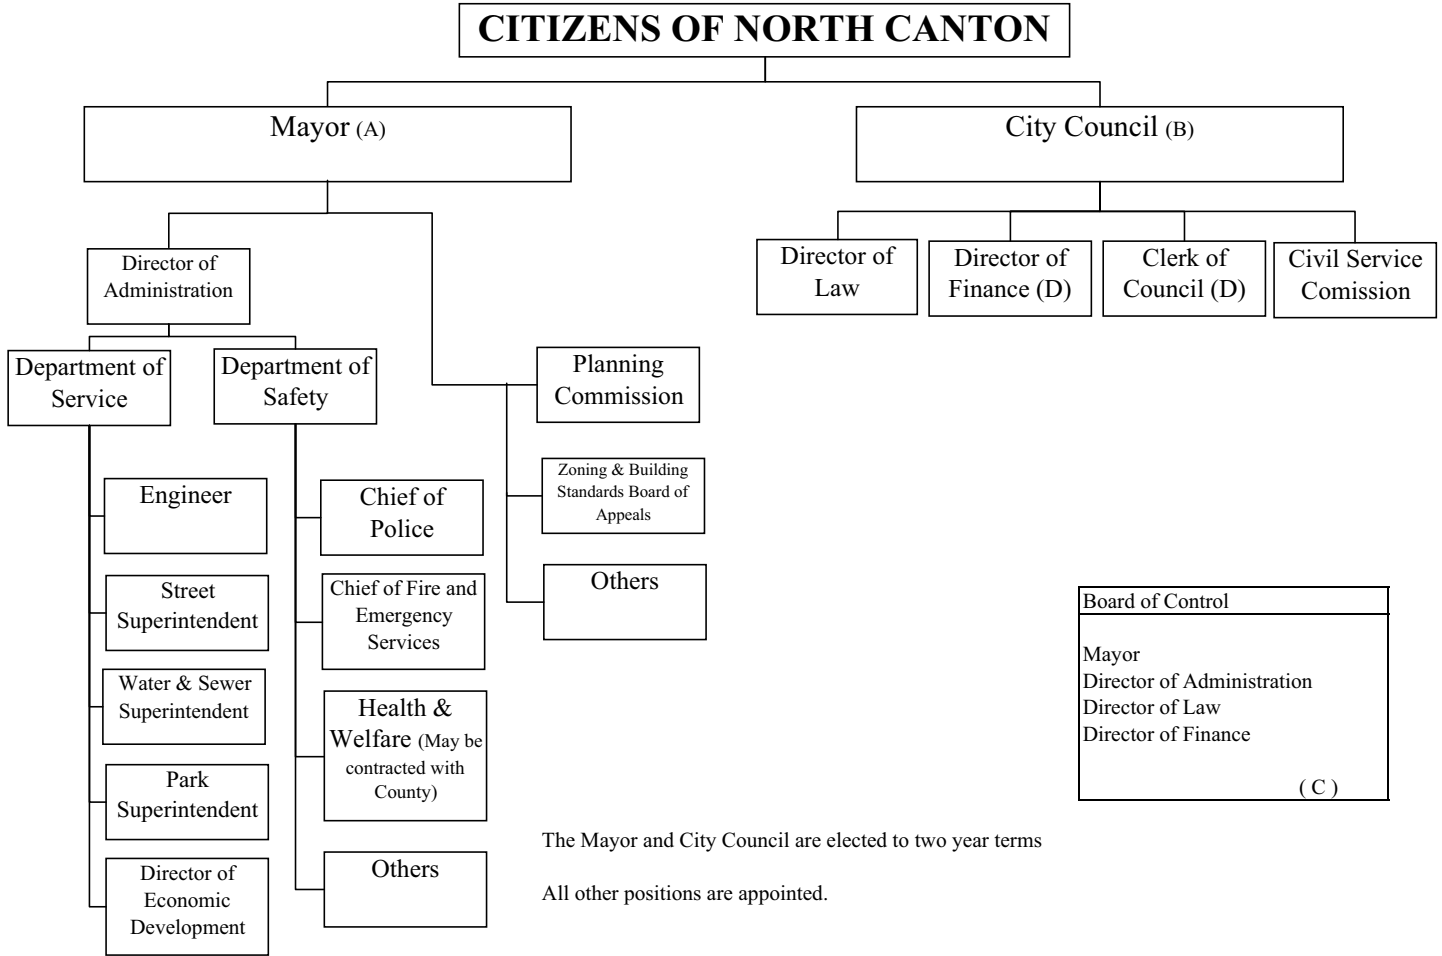 CITIZENS OF NORTH CANTON
Mayor (A)
City Council (B)
Director of
Administration
Director of
Law
Director of
Finance (D)
Clerk of
Council (D)
Civil Service
Comission
Department of
Service
Department of
Safety
Planning
Commission
Engineer
Chief of
Police
Zoning & Building
Standards Board of
Appeals
Street
Superintendent
Chief of Fire and
Emergency
Services
Others
Water & Sewer
Superintendent
Health &
Welfare (May be
contracted with
County)
Park
Superintendent
Director of
Economic
Development
Others
Board of Control
Mayor
Director of Administration
Director of Law
Director of Finance
( C )
The Mayor and City Council are elected to two year terms
All other positions are appointed.